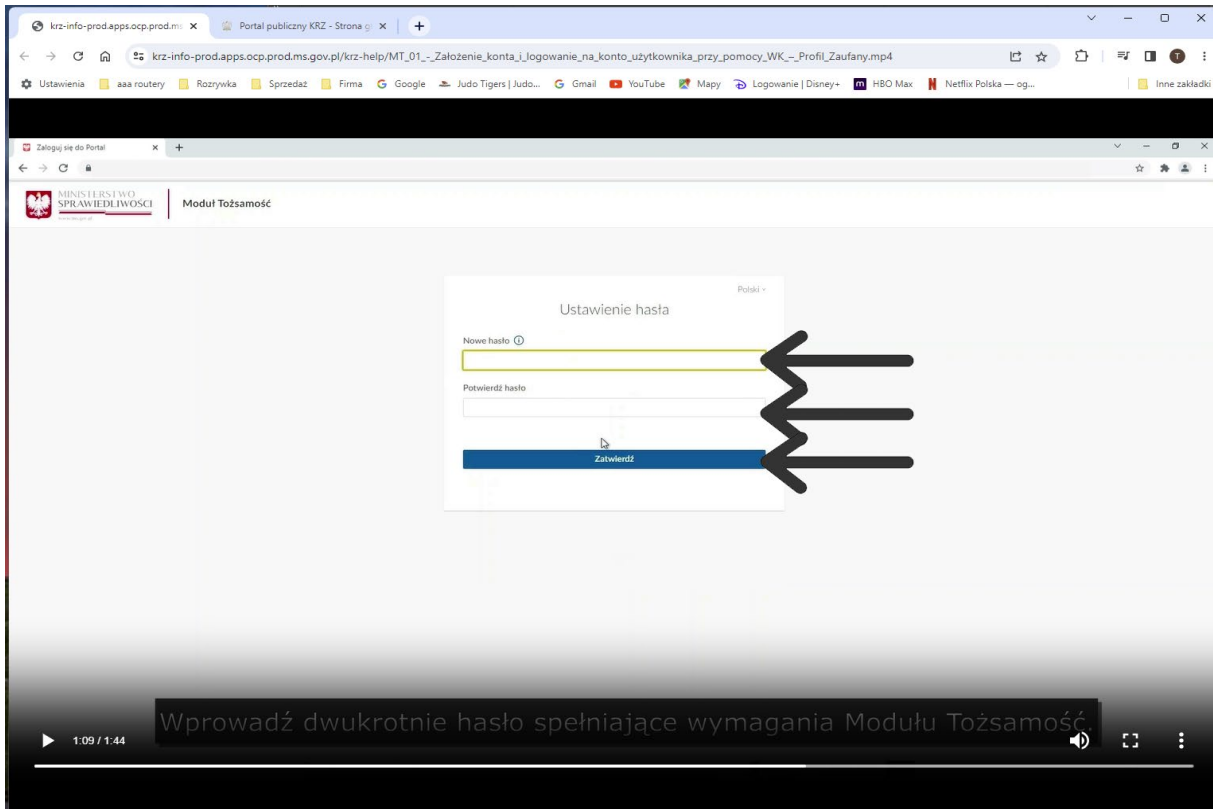 krz-info-prod.apps.ocp.prod.ms
Portal publiczny KRZ - Strona g
krz-info-prod.apps.ocp.prod.ms.gov.pl/krz-help/MT_01_-_Założenie_konta_i_logowanie_na_konto_użytkownika_przy_pomocy_WK_–_Profil_Zaufany.mp4
T
Ustawienia aaa routery Rozrywka Sprzedaż Firma Google Judo Tigers | Judo... Gmail YouTube Mapy Logowanie | Disney+ HBO Max Netflix Polska — og... Inne zakładki
Zaloguj się do Portal
MINISTERSTWO
SPRAWIEDLIWOŚCI
Moduł Tożsamość
Polski
Ustawienie hasła
Nowe hasło
Potwierdź hasło
Zatwierdź
Wprowadź dwukrotnie hasło spełniające wymagania Modułu Tożsamość.
1:09 / 1:44